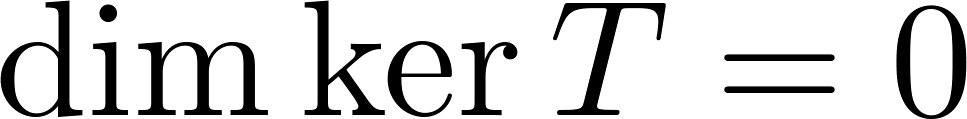 dim ker T = 0